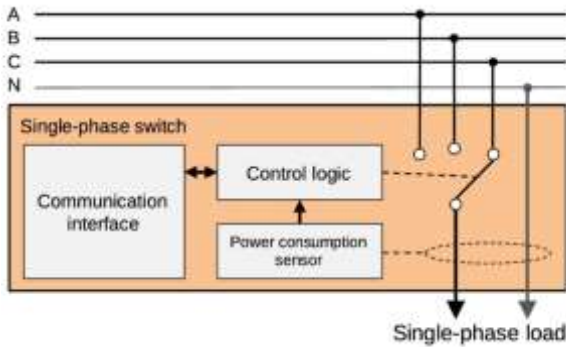 A
B
C
N
Single-phase switch
Communication
interface
Control logic
Power consumption
sensor
Single-phase load